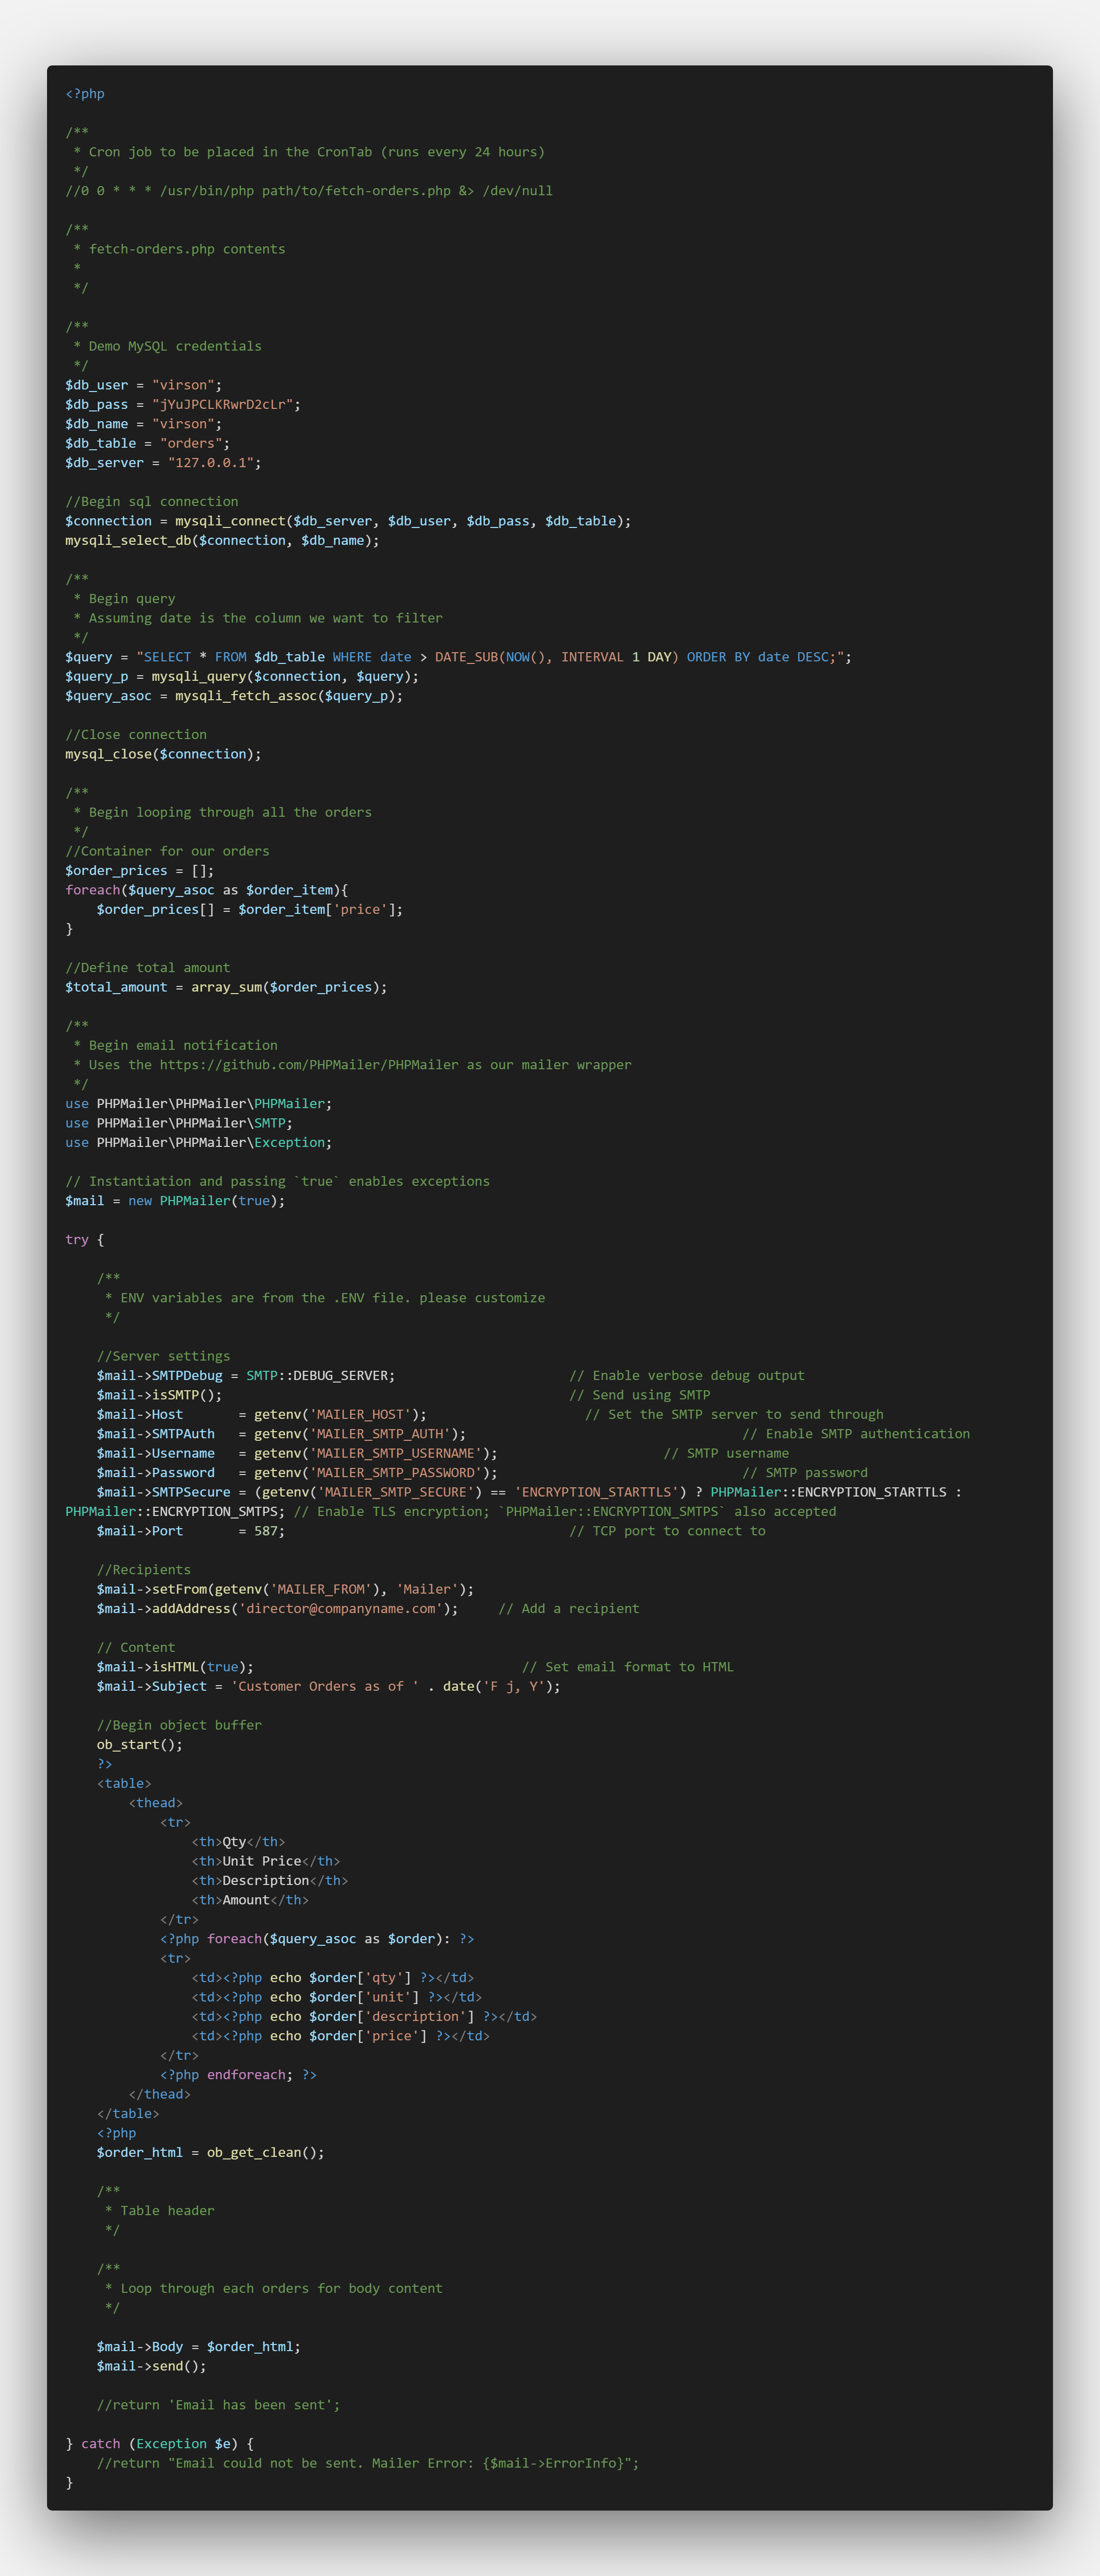 <?php

/**
 * Cron job to be placed in the CronTab (runs every 24 hours)
 */
//0 0 * * * /usr/bin/php path/to/fetch-orders.php &> /dev/null

/**
 * fetch-orders.php contents
 *
 */

/**
 * Demo MySQL credentials
 */
$db_user = "virson";
$db_pass = "jYuJPCLKRwrD2cLr";
$db_name = "virson";
$db_table = "orders";
$db_server = "127.0.0.1";

//Begin sql connection
$connection = mysqli_connect($db_server, $db_user, $db_pass, $db_table);
mysqli_select_db($connection, $db_name);

/**
 * Begin query
 * Assuming date is the column we want to filter
 */
$query = "SELECT * FROM $db_table WHERE date > DATE_SUB(NOW(), INTERVAL 1 DAY) ORDER BY date DESC;";
$query_p = mysqli_query($connection, $query);
$query_asoc = mysqli_fetch_assoc($query_p);

//Close connection
mysql_close($connection);

/**
 * Begin looping through all the orders
 */
//Container for our orders
$order_prices = [];
foreach($query_asoc as $order_item){
    $order_prices[] = $order_item['price'];
}

//Define total amount
$total_amount = array_sum($order_prices);

/**
 * Begin email notification
 * Uses the https://github.com/PHPMailer/PHPMailer as our mailer wrapper
 */
use PHPMailer\PHPMailer\PHPMailer;
use PHPMailer\PHPMailer\SMTP;
use PHPMailer\PHPMailer\Exception;

// Instantiation and passing `true` enables exceptions
$mail = new PHPMailer(true);

try {

    /**
     * ENV variables are from the .ENV file. please customize
     */

    //Server settings
    $mail->SMTPDebug = SMTP::DEBUG_SERVER;                      // Enable verbose debug output
    $mail->isSMTP();                                            // Send using SMTP
    $mail->Host       = getenv('MAILER_HOST');                    // Set the SMTP server to send through
    $mail->SMTPAuth   = getenv('MAILER_SMTP_AUTH');                                   // Enable SMTP authentication
    $mail->Username   = getenv('MAILER_SMTP_USERNAME');                     // SMTP username
    $mail->Password   = getenv('MAILER_SMTP_PASSWORD');                               // SMTP password
    $mail->SMTPSecure = (getenv('MAILER_SMTP_SECURE') == 'ENCRYPTION_STARTTLS') ? PHPMailer::ENCRYPTION_STARTTLS :
PHPMailer::ENCRYPTION_SMTPS; // Enable TLS encryption; `PHPMailer::ENCRYPTION_SMTPS` also accepted
    $mail->Port       = 587;                                    // TCP port to connect to

    //Recipients
    $mail->setFrom(getenv('MAILER_FROM'), 'Mailer');
    $mail->addAddress('director@companyname.com');     // Add a recipient

    // Content
    $mail->isHTML(true);                                  // Set email format to HTML
    $mail->Subject = 'Customer Orders as of ' . date('F j, Y');

    //Begin object buffer
    ob_start();
    ?>
    <table>
        <thead>
            <tr>
                <th>Qty</th>
                <th>Unit Price</th>
                <th>Description</th>
                <th>Amount</th>
            </tr>
            <?php foreach($query_asoc as $order): ?>
            <tr>
                <td><?php echo $order['qty'] ?></td>
                <td><?php echo $order['unit'] ?></td>
                <td><?php echo $order['description'] ?></td>
                <td><?php echo $order['price'] ?></td>
            </tr>
            <?php endforeach; ?>
        </thead>
    </table>
    <?php
    $order_html = ob_get_clean();

    /**
     * Table header
     */

    /**
     * Loop through each orders for body content
     */

    $mail->Body = $order_html;
    $mail->send();

    //return 'Email has been sent';

} catch (Exception $e) {
    //return "Email could not be sent. Mailer Error: {$mail->ErrorInfo}";
}